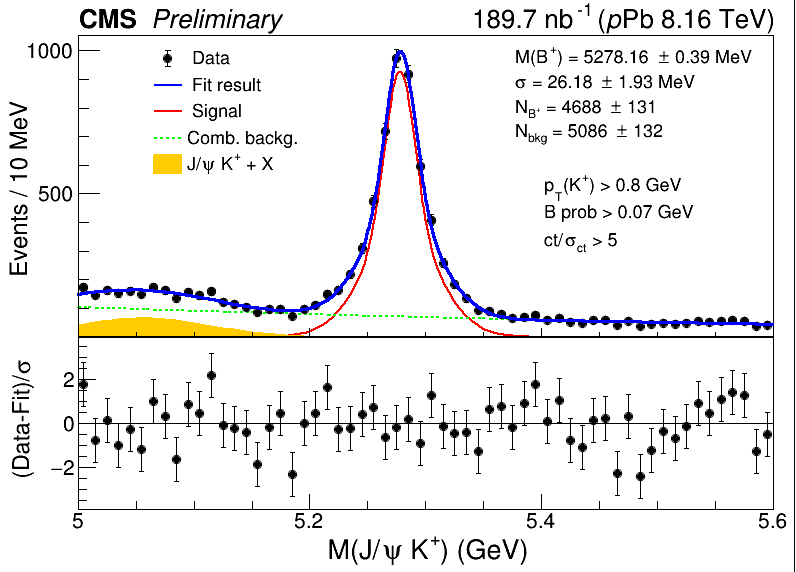 CMS Preliminary 189.7 nb⁻¹ (pPb 8.16 TeV)
Events / 10 MeV
1000
500
Data
Fit result
Signal
Comb. backg.
J/ψ K⁺ + X
M(B⁺) = 5278.16 ± 0.39 MeV
σ = 26.18 ± 1.93 MeV
N_B⁺ = 4688 ± 131
N_bkg = 5086 ± 132
p_T(K⁺) > 0.8 GeV
B prob > 0.07 GeV
ct/σ_ct > 5
(Data-Fit)/σ
2
0
−2
5 5.2 5.4 5.6
M(J/ψ K⁺) (GeV)